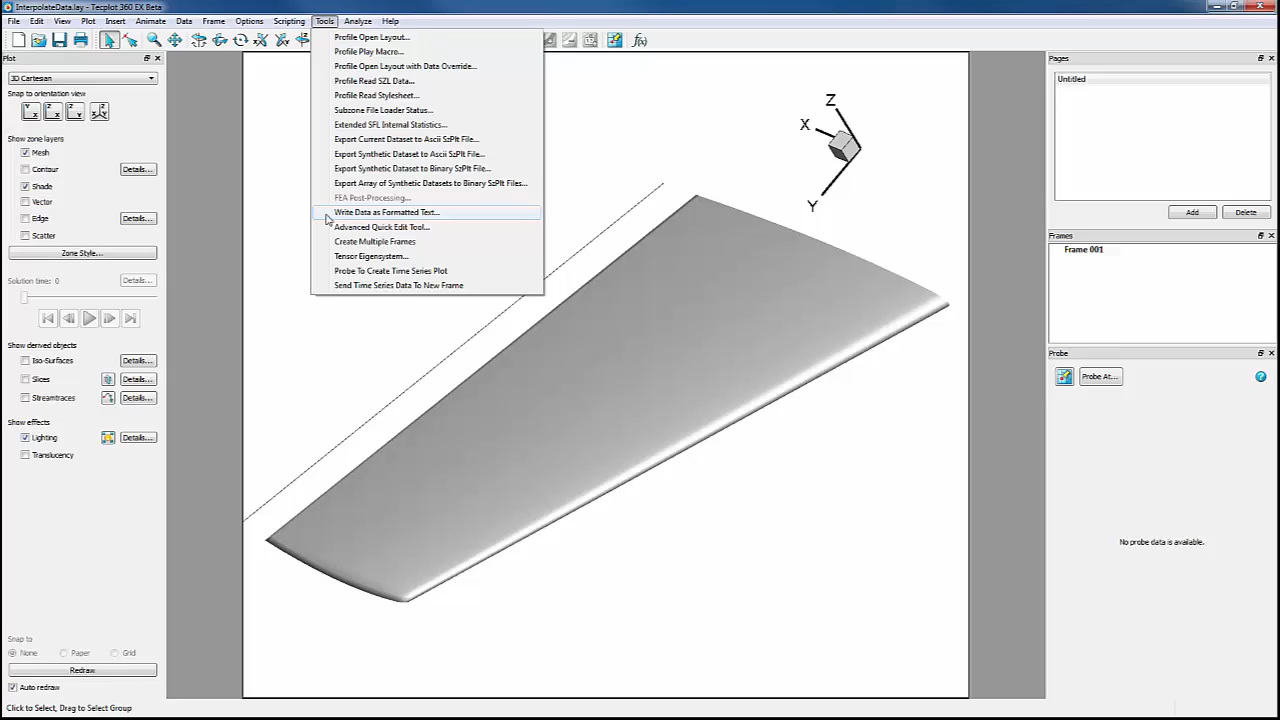 InterpolateData.lay - Tecplot 360 EX Beta
File Edit View Plot Insert Animate Data Frame Options Scripting Tools Analyze Help
Plot
3D Cartesian
Snap to orientation view
Show zone layers
Mesh
Contour Details...
Shade
Vector
Edge Details...
Scatter
Zone Style...
Solution time: 0 Details...
Show derived objects
Iso-Surfaces Details...
Slices Details...
Streamtraces Details...
Show effects
Lighting Details...
Translucency
Snap to
None Paper Grid
Redraw
Auto redraw
Click to Select, Drag to Select Group
Profile Open Layout...
Profile Play Macro...
Profile Open Layout with Data Override...
Profile Read SZL Data...
Profile Read Stylesheet...
Subzone File Loader Status...
Extended SFL Internal Statistics...
Export Current Dataset to Ascii SzPlt File...
Export Synthetic Dataset to Ascii SzPlt File...
Export Synthetic Dataset to Binary SzPlt File...
Export Array of Synthetic Datasets to Binary SzPlt Files...
FEA Post-Processing...
Write Data as Formatted Text...
Advanced Quick Edit Tool...
Create Multiple Frames
Tensor Eigensystem...
Probe To Create Time Series Plot
Send Time Series Data To New Frame
Z
X
Y
Pages
Untitled
Add Delete
Frames
Frame 001
Probe
Probe At...
No probe data is available.